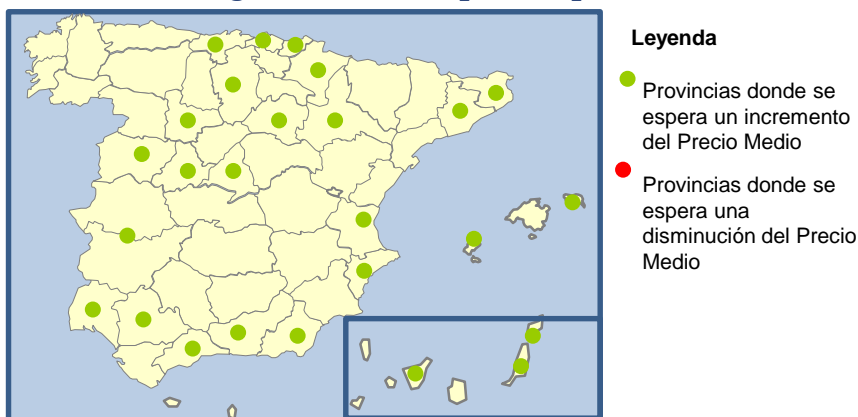 Leyenda
Provincias donde se
espera un incremento
del Precio Medio
Provincias donde se
espera una
disminución del Precio
Medio